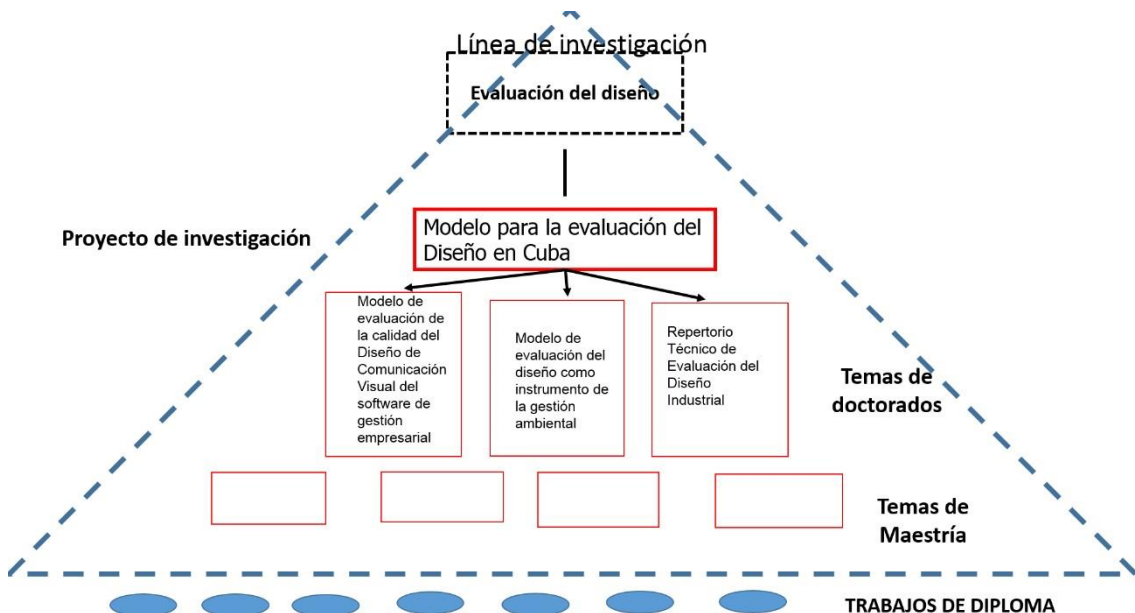 Línea de investigación
Evaluación del diseño
Proyecto de investigación
Modelo para la evaluación del
Diseño en Cuba
Modelo de
evaluación de
la calidad del
Diseño de
Comunicación
Visual del
software de
gestión
empresarial
Modelo de
evaluación del
diseño como
instrumento de
la gestión
ambiental
Repertorio
Técnico de
Evaluación del
Diseño
Industrial
Temas de
doctorados
Temas de
Maestría
TRABAJOS DE DIPLOMA